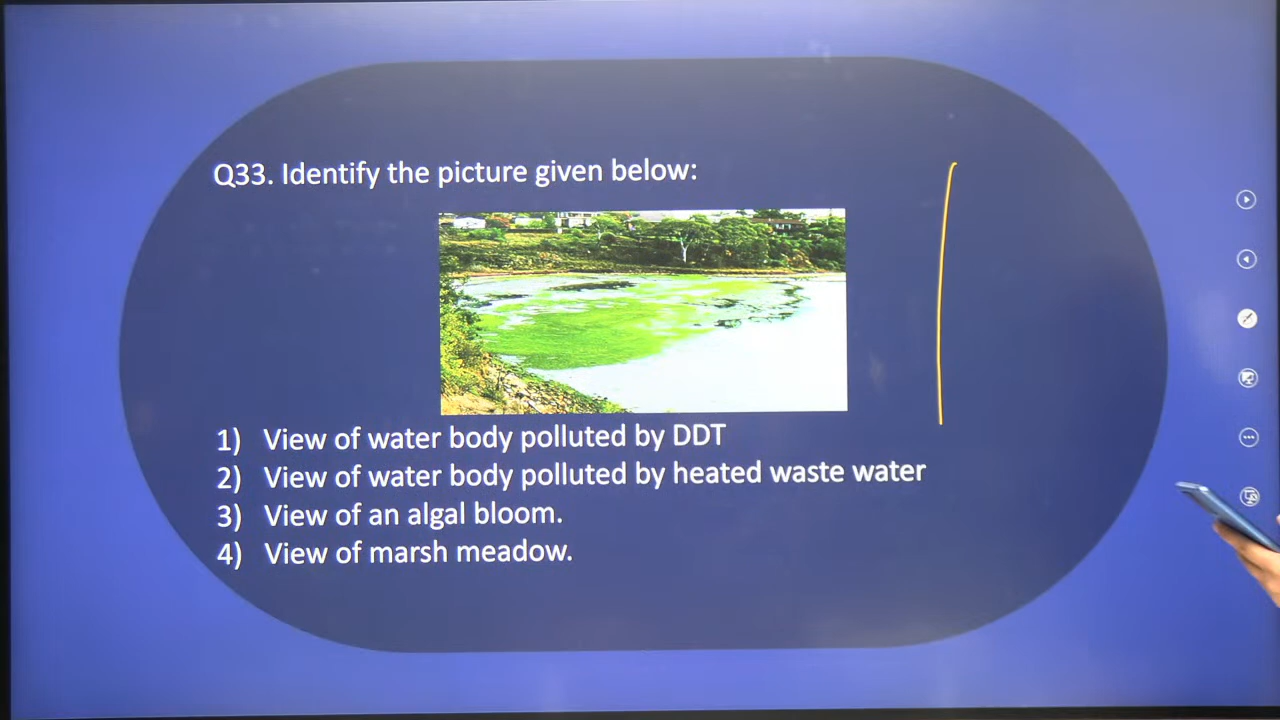 Q33. Identify the picture given below:
1) View of water body polluted by DDT
2) View of water body polluted by heated waste water
3) View of an algal bloom.
4) View of marsh meadow.